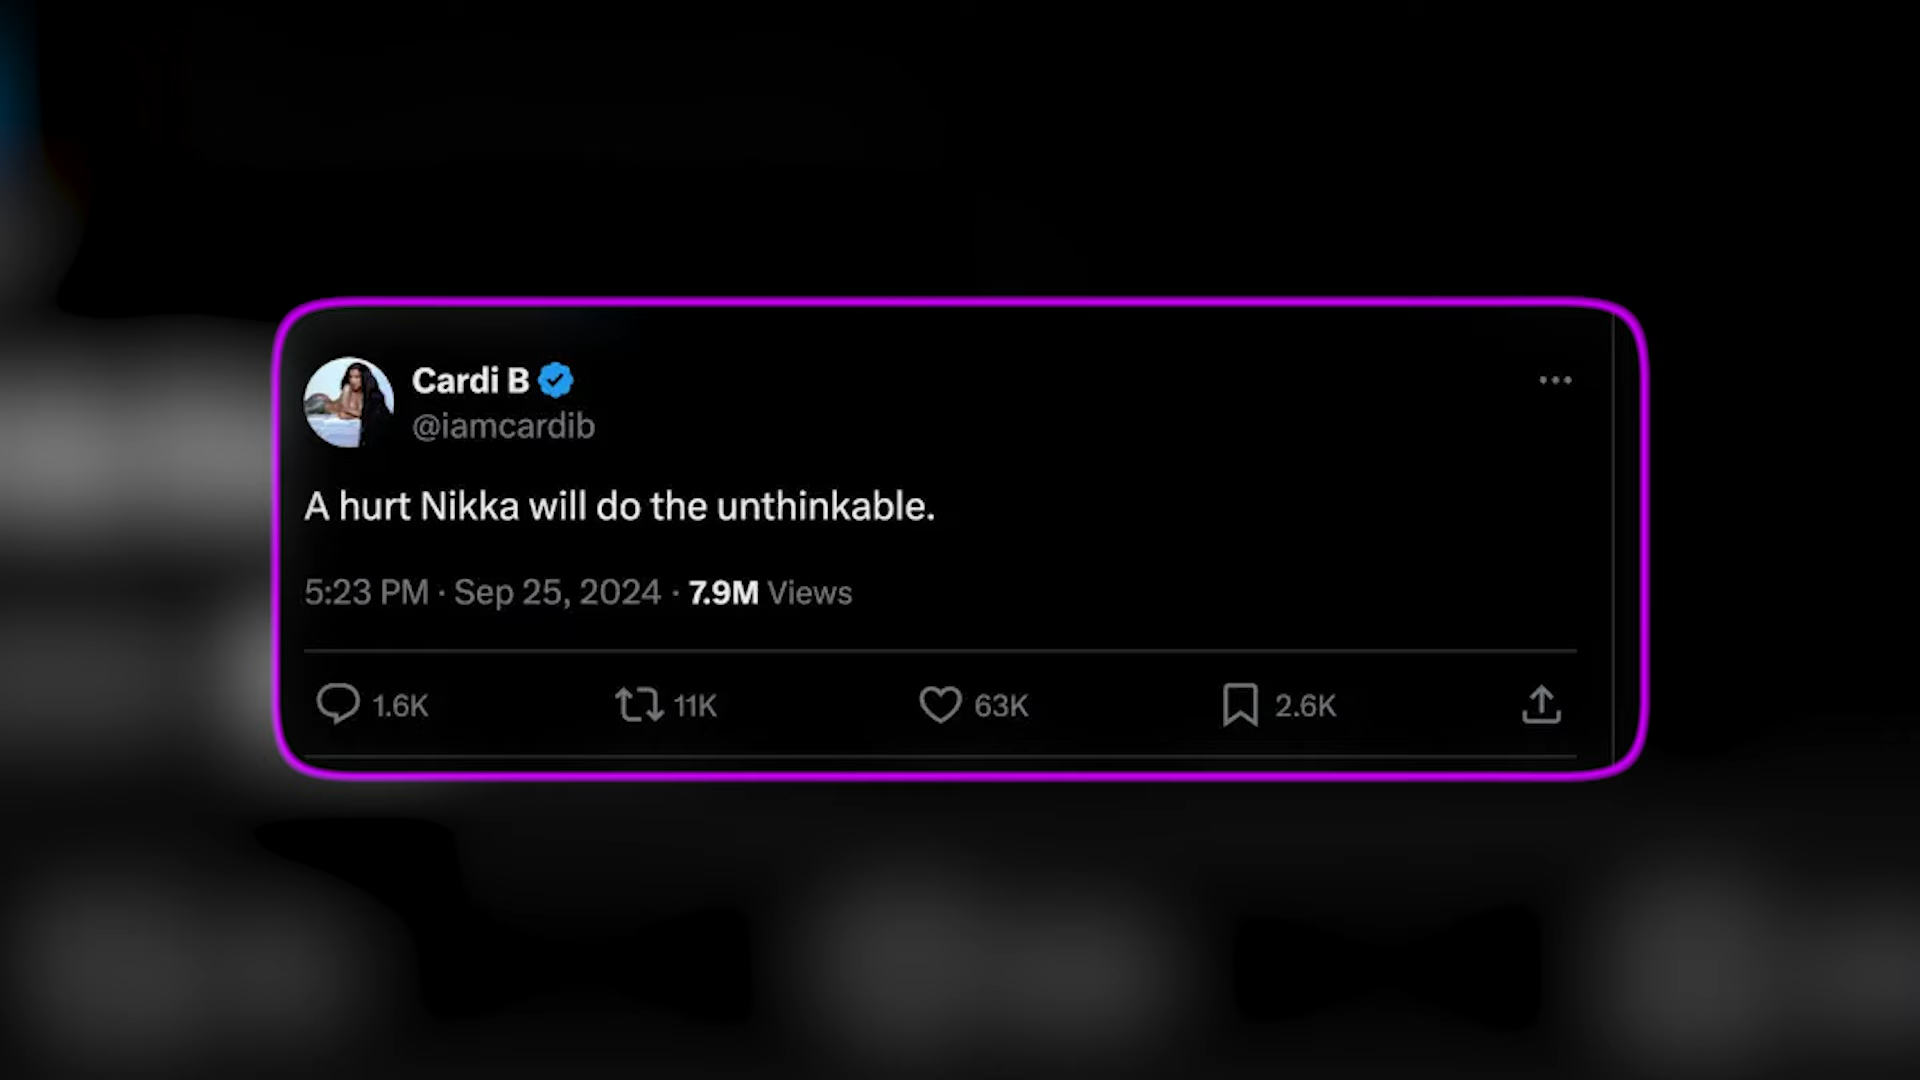 Cardi B
@iamcardib
A hurt Nikka will do the unthinkable.
5:23 PM · Sep 25, 2024 · 7.9M Views
1.6K 11K 63K 2.6K